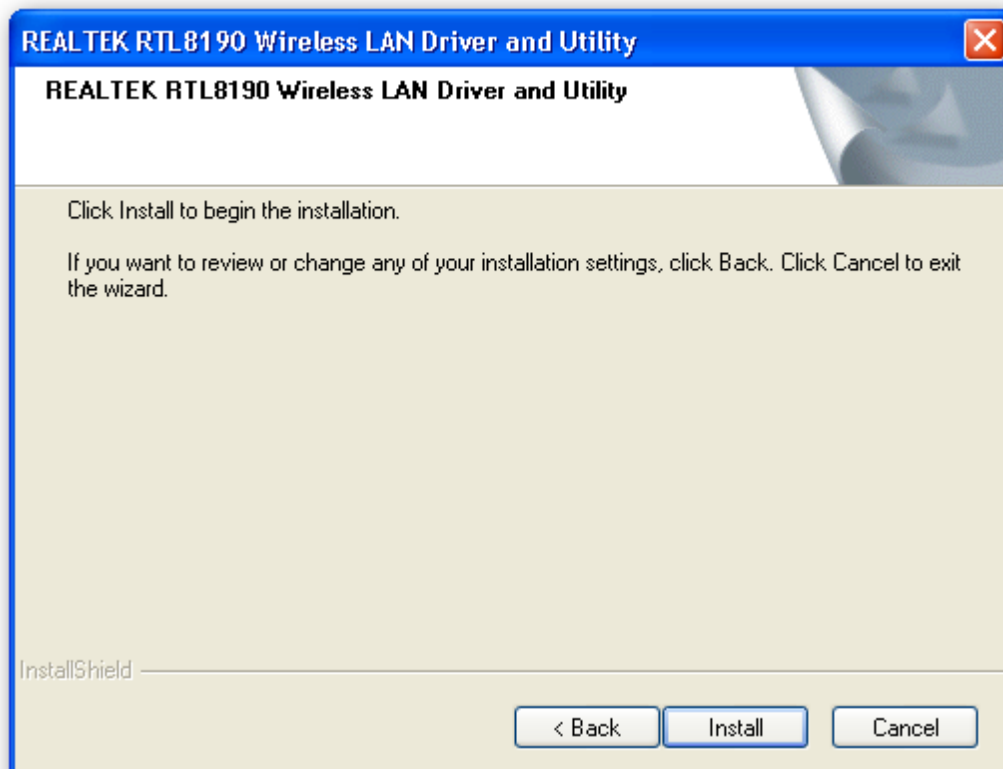 REALTEK RTL8190 Wireless LAN Driver and Utility
REALTEK RTL8190 Wireless LAN Driver and Utility
Click Install to begin the installation.
If you want to review or change any of your installation settings, click Back. Click Cancel to exit
the wizard.
InstallShield
< Back
Install
Cancel